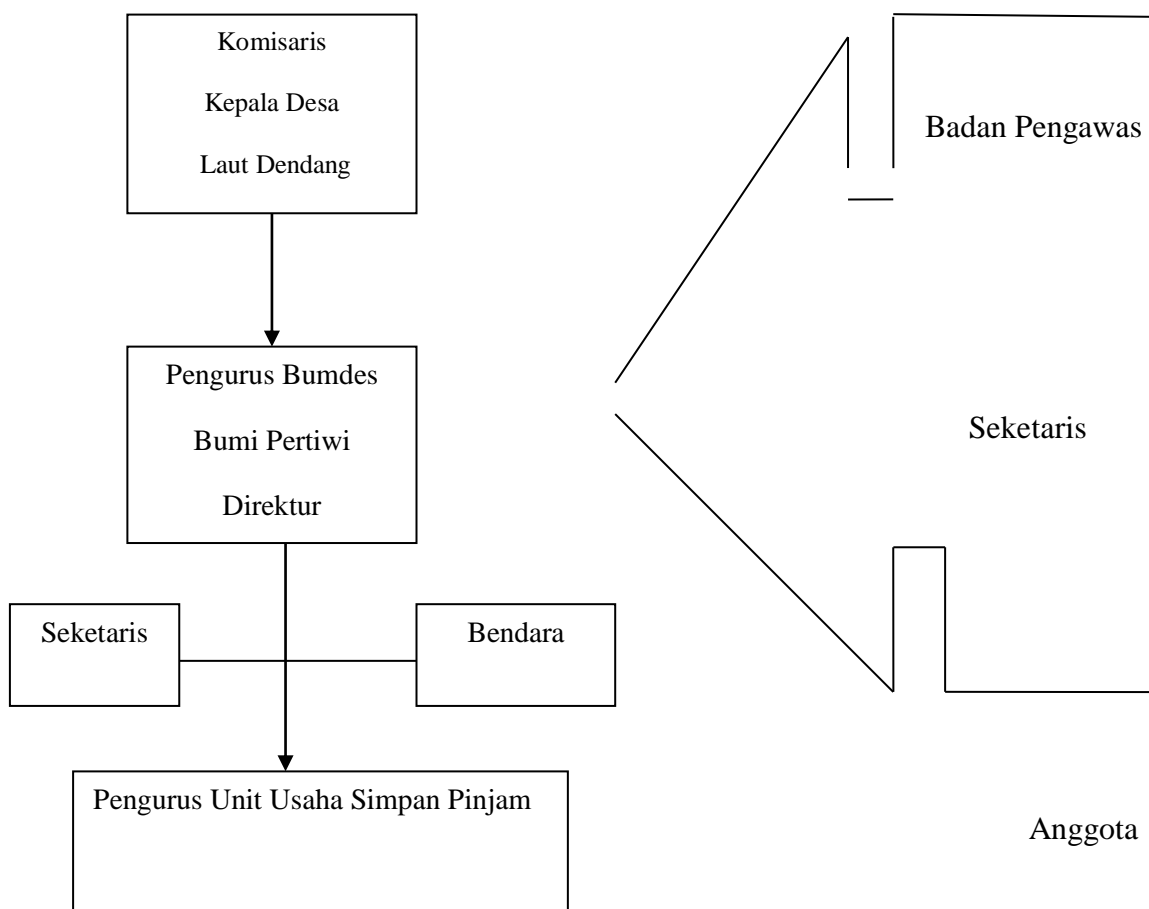 Komisaris
Kepala Desa
Laut Dendang
Badan Pengawas
Pengurus Bumdes
Bumi Pertiwi
Direktur
Seketaris
Seketaris
Bendara
Pengurus Unit Usaha Simpan Pinjam
Anggota